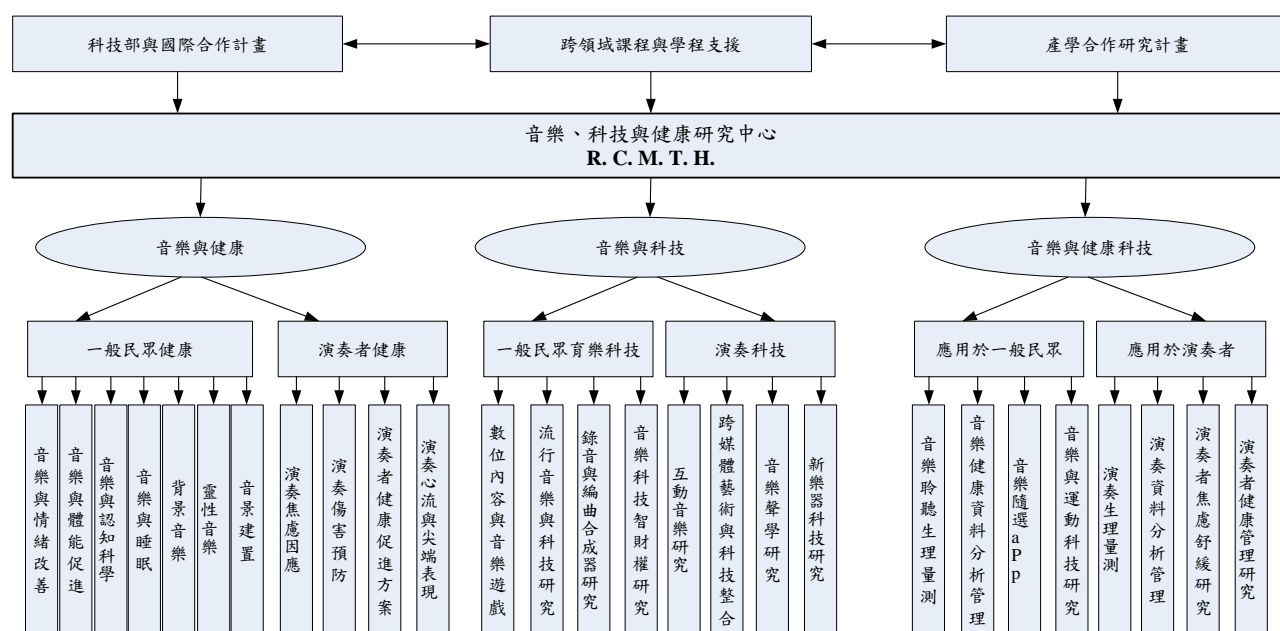 科技部與國際合作計畫
跨領域課程與學程支援
產學合作研究計畫
音樂、科技與健康研究中心
R. C. M. T. H.
音樂與健康
音樂與科技
音樂與健康科技
一般民眾健康
演奏者健康
一般民眾育樂科技
演奏科技
應用於一般民眾
應用於演奏者
音樂與情緒改善
音樂與體能促進
音樂與認知科學
音樂與睡眠
背景音樂
靈性音樂
音景建置
演奏焦慮因應
演奏傷害預防
演奏者健康促進方案
演奏心流與尖端表現
數位內容與音樂遊戲
流行音樂與科技研究
錄音與編曲合成器研究
音樂科技智財權研究
互動音樂研究
跨媒體藝術與科技整合
音樂聲學研究
新樂器科技研究
音樂聆聽生理量測
音樂健康資料分析管理
音樂隨選aPp
音樂與運動科技研究
演奏生理量測
演奏資料分析管理
演奏者焦慮舒緩研究
演奏者健康管理研究